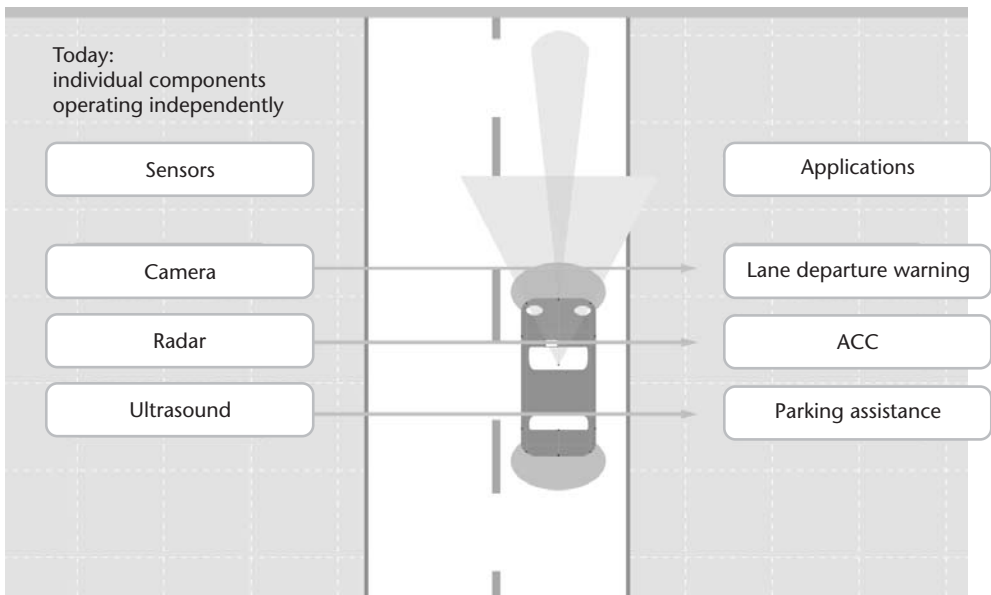 Today:
individual components
operating independently
Sensors
Applications
Camera
Lane departure warning
Radar
ACC
Ultrasound
Parking assistance